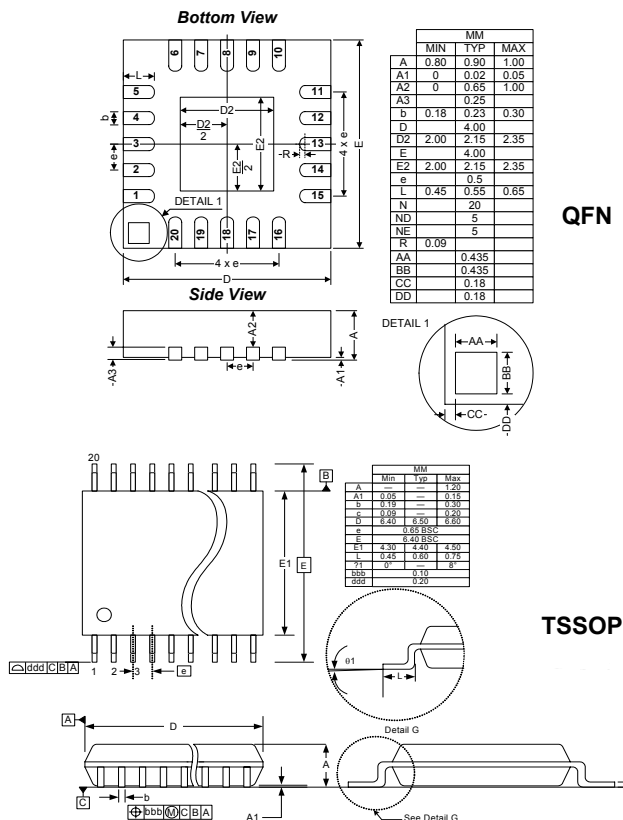 Bottom View
6 7 8 9 10
L
5 11
b 4 12
D2
D2
2
E2
4 x e
E
3 -R 13
e
E2
2
2 14
DETAIL 1
1 15
20 19 18 17 16
4 x e
D
Side View
A2
A
-A3
e
-A1
MM
MIN TYP MAX
A 0.80 0.90 1.00
A1 0 0.02 0.05
A2 0 0.65 1.00
A3 0.25
b 0.18 0.23 0.30
D 4.00
D2 2.00 2.15 2.35
E 4.00
E2 2.00 2.15 2.35
e 0.5
L 0.45 0.55 0.65
N 20
ND 5
NE 5
R 0.09
AA 0.435
BB 0.435
CC 0.18
DD 0.18
QFN
DETAIL 1
AA
BB
CC-
-DD
20
B
E1
E
ddd C B A
1 2 3 e
MM
Min Typ Max
A — — 1.20
A1 0.05 — 0.15
b 0.19 — 0.30
c 0.09 — 0.20
D 6.40 6.50 6.60
e 0.65 BSC
E 6.40 BSC
E1 4.30 4.40 4.50
L 0.45 0.60 0.75
?1 0° — 8°
bbb 0.10
ddd 0.20
TSSOP
θ1
L
Detail G
A
D
A
C
b
bbb M C B A
A1
See Detail G